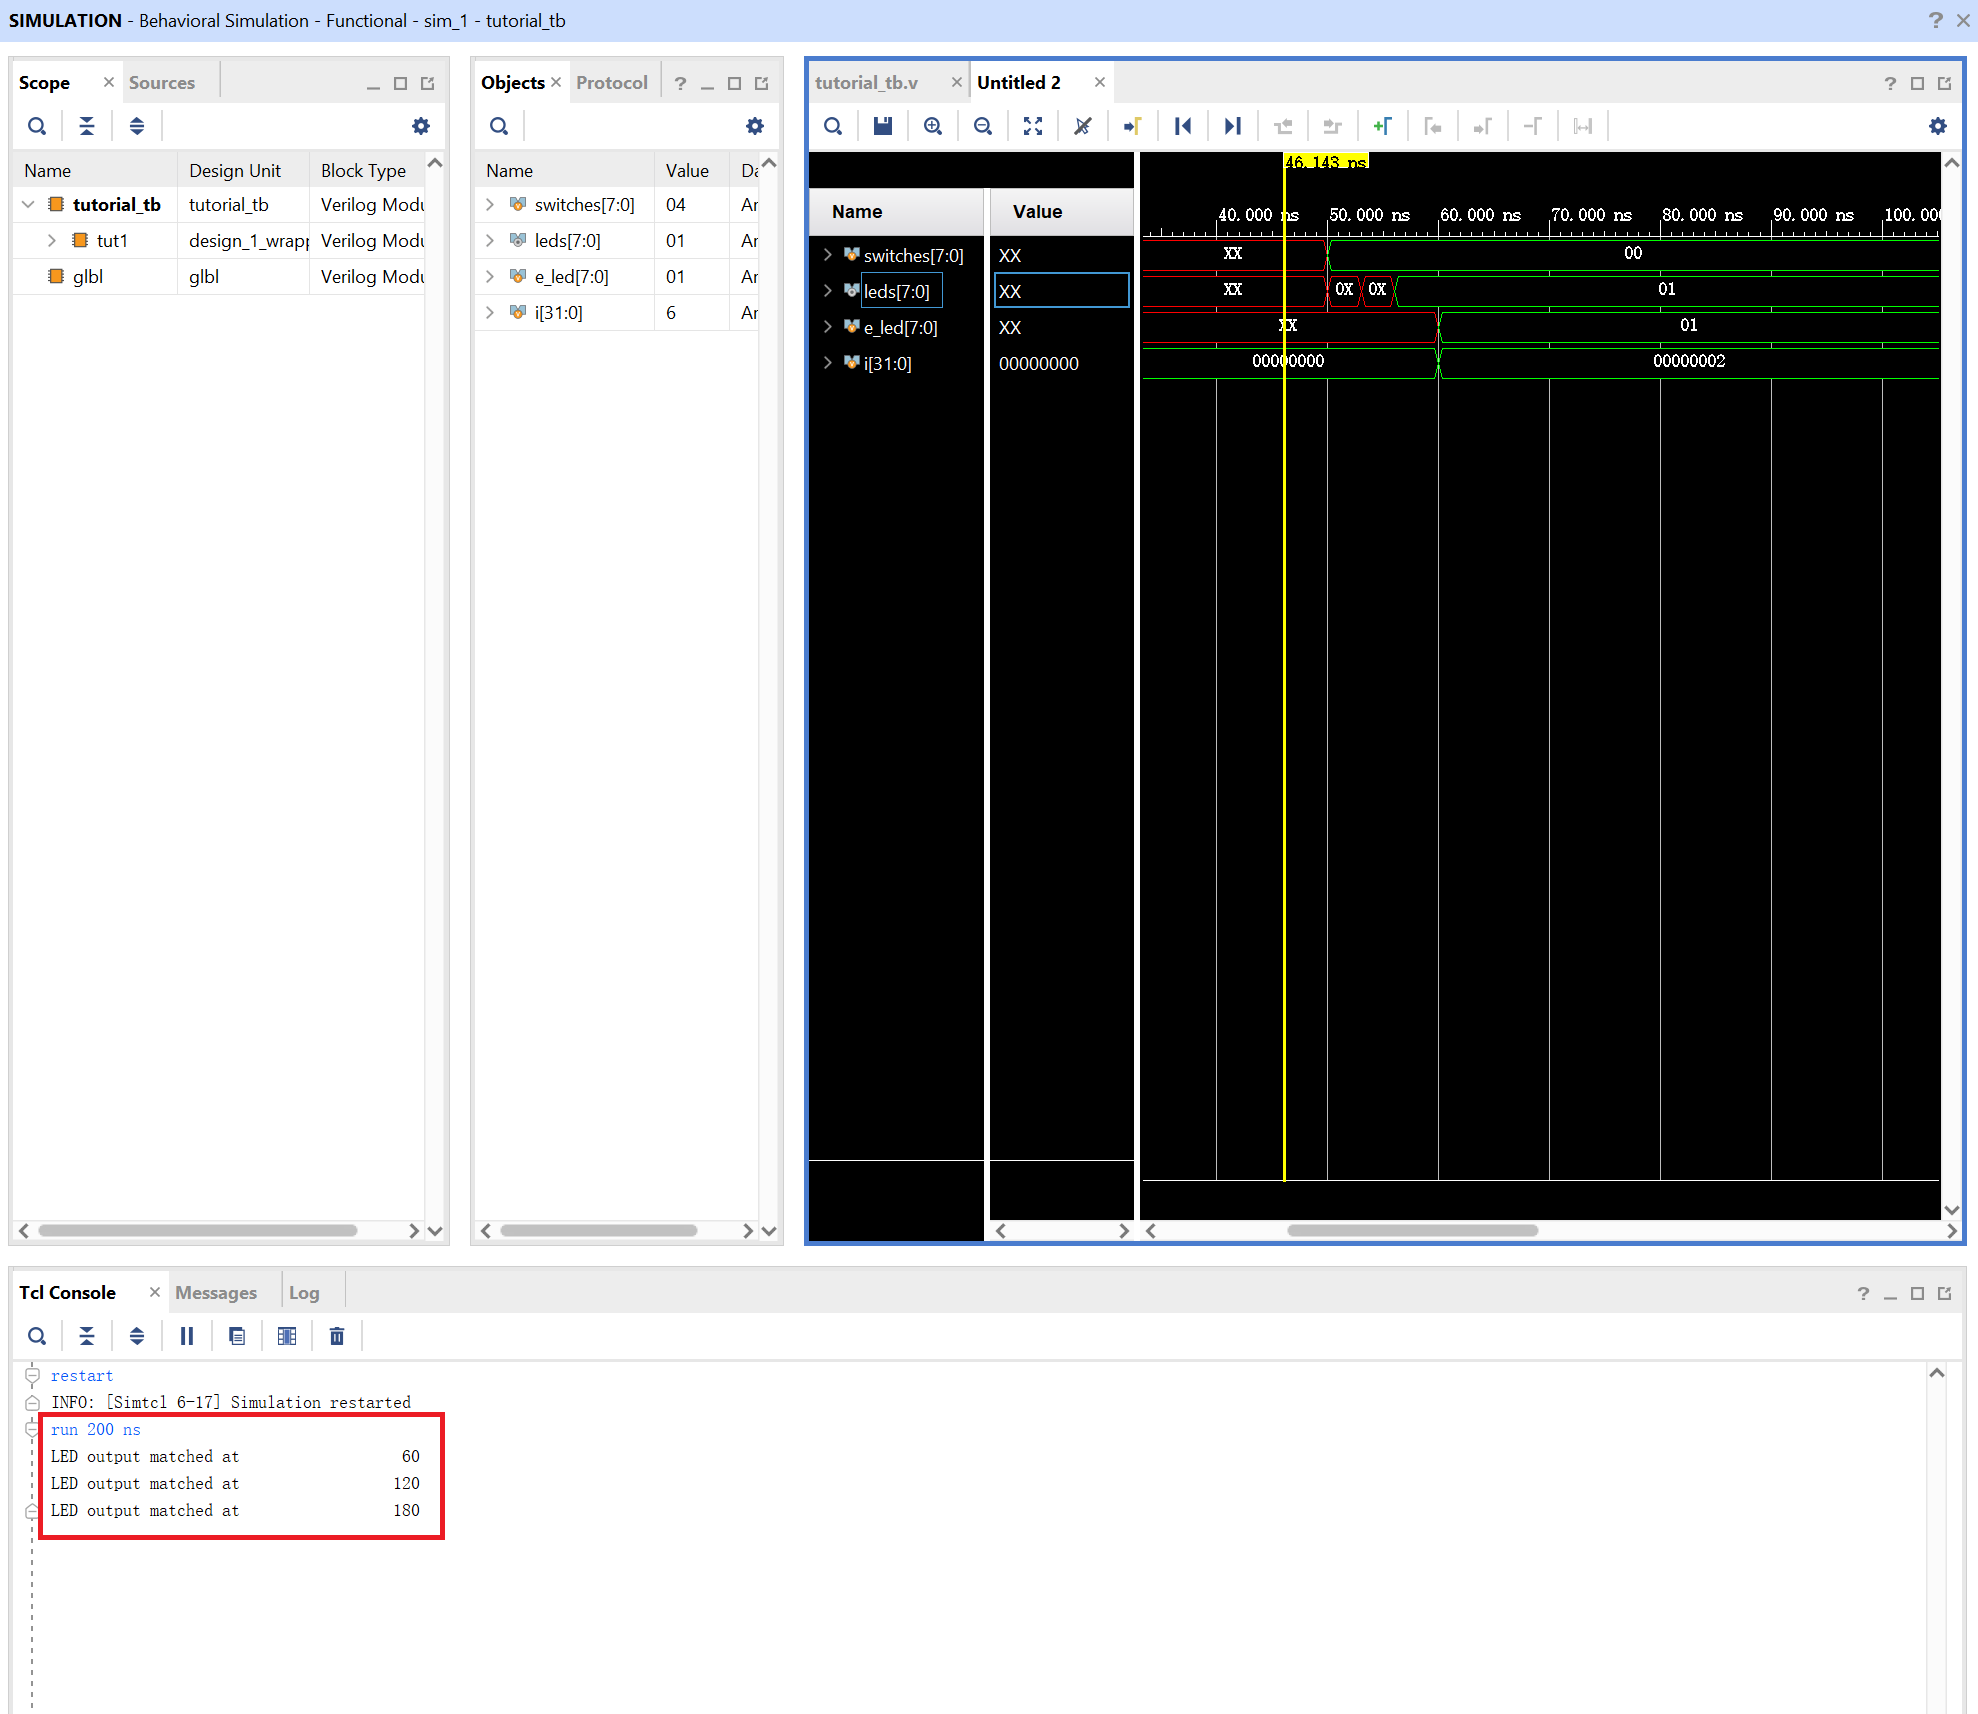 SIMULATION - Behavioral Simulation - Functional - sim_1 - tutorial_tb ? ×
Scope × Sources
Name Design Unit Block Type
tutorial_tb tutorial_tb Verilog Modu
tut1 design_1_wrapp Verilog Modu
glbl glbl Verilog Modu
Objects × Protocol ?
Name Value Da
switches[7:0] 04 Ar
leds[7:0] 01 Ar
e_led[7:0] 01 Ar
i[31:0] 6 Ar
tutorial_tb.v × Untitled 2 × ?
46.143 ns
Name Value
40.000 ns 50.000 ns 60.000 ns 70.000 ns 80.000 ns 90.000 ns 100.00
switches[7:0] XX XX 00
leds[7:0] XX XX 0X 0X 01
e_led[7:0] XX XX 01
i[31:0] 00000000 00000000 00000002
Tcl Console × Messages Log ?
restart
INFO: [Simtcl 6-17] Simulation restarted
run 200 ns
LED output matched at 60
LED output matched at 120
LED output matched at 180